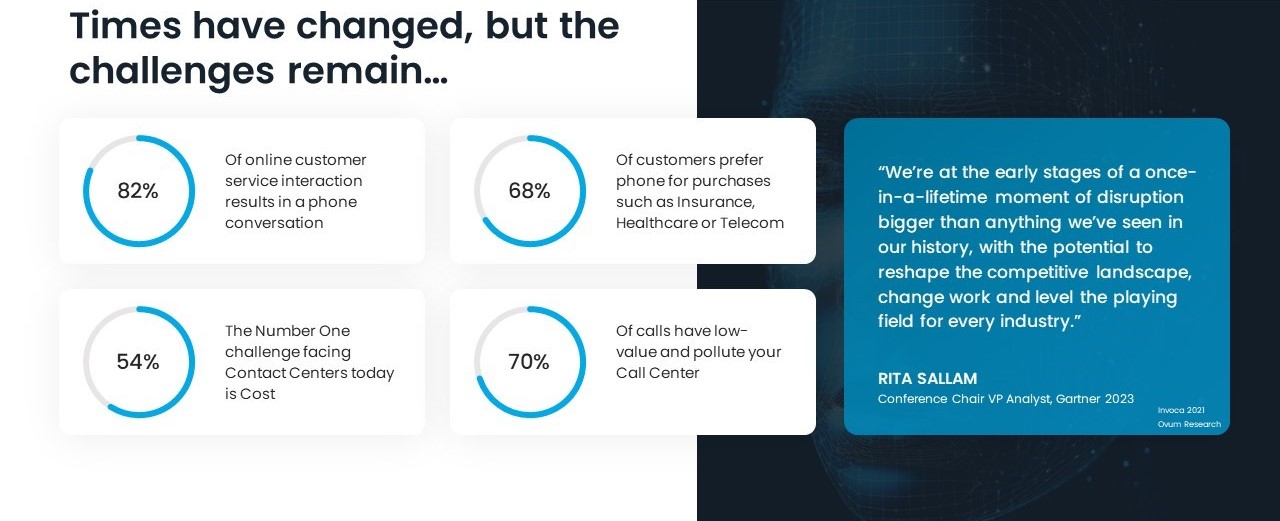 Times have changed, but the
challenges remain...
82%
Of online customer
service interaction
results in a phone
conversation
68%
Of customers prefer
phone for purchases
such as Insurance,
Healthcare or Telecom
54%
The Number One
challenge facing
Contact Centers today
is Cost
70%
Of calls have low-
value and pollute your
Call Center
“We’re at the early stages of a once-
in-a-lifetime moment of disruption
bigger than anything we’ve seen in
our history, with the potential to
reshape the competitive landscape,
change work and level the playing
field for every industry.”
RITA SALLAM
Conference Chair VP Analyst, Gartner 2023
Invoca 2021
Ovum Research